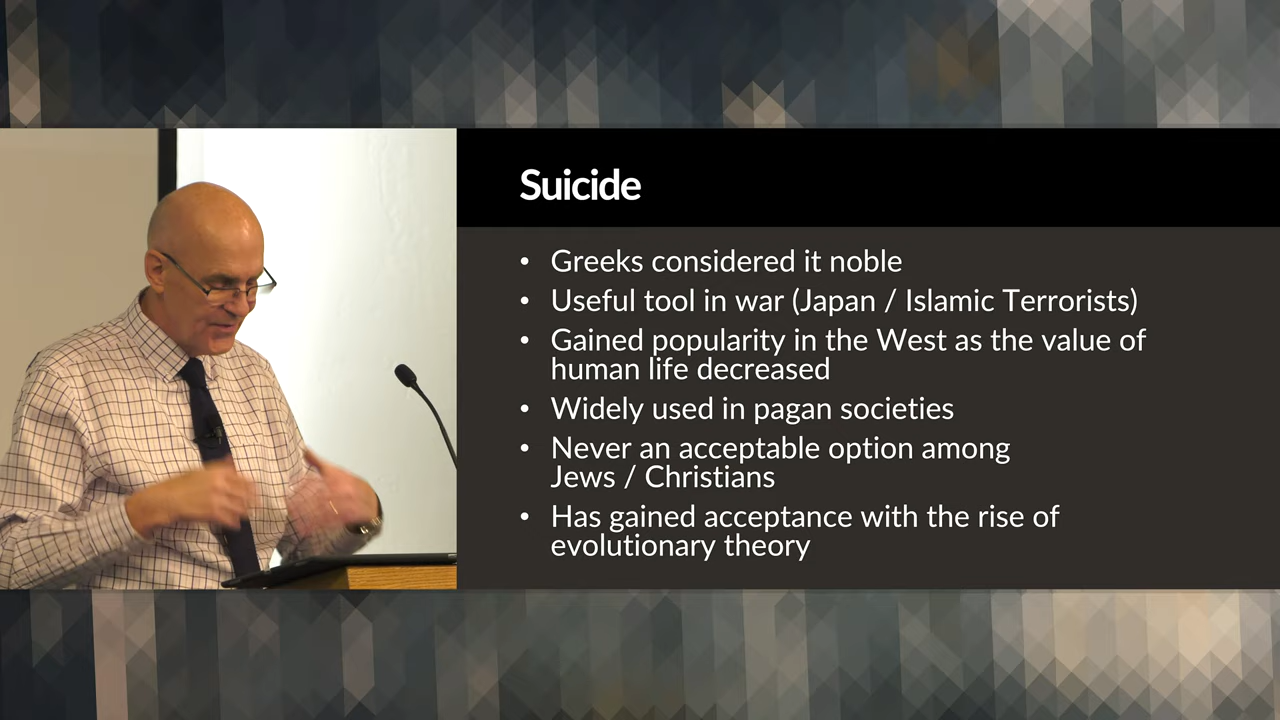 Suicide
• Greeks considered it noble
• Useful tool in war (Japan / Islamic Terrorists)
• Gained popularity in the West as the value of
human life decreased
• Widely used in pagan societies
• Never an acceptable option among
Jews / Christians
• Has gained acceptance with the rise of
evolutionary theory